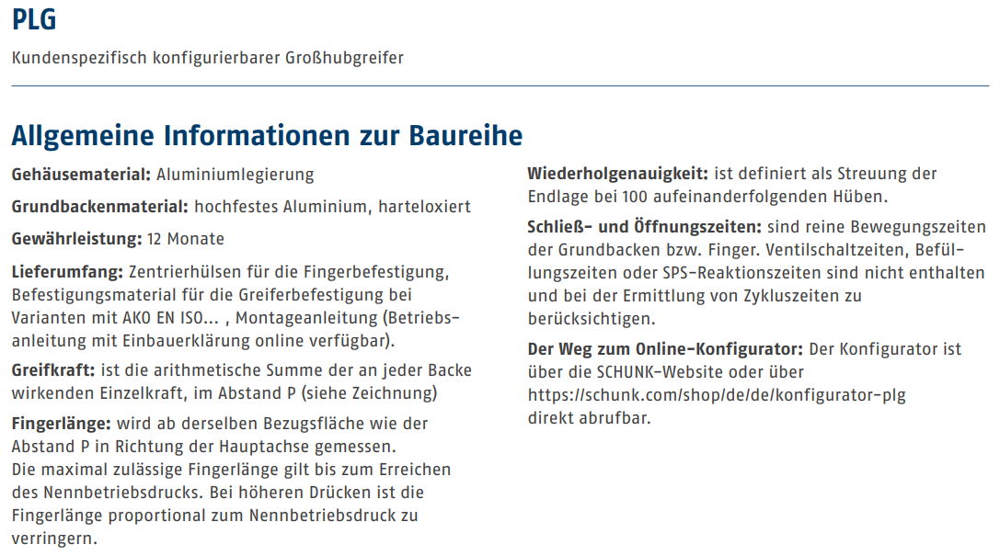 PLG
Kundenspezifisch konfigurierbarer Großhubgreifer
Allgemeine Informationen zur Baureihe
Gehäusematerial: Aluminiumlegierung
Grundbackenmaterial: hochfestes Aluminium, harteloxiert
Gewährleistung: 12 Monate
Lieferumfang: Zentrierhülsen für die Fingerbefestigung,
Befestigungsmaterial für die Greiferbefestigung bei
Varianten mit AKO EN ISO... , Montageanleitung (Betriebs-
anleitung mit Einbauerklärung online verfügbar).
Greifkraft: ist die arithmetische Summe der an jeder Backe
wirkenden Einzelkraft, im Abstand P (siehe Zeichnung)
Fingerlänge: wird ab derselben Bezugsfläche wie der
Abstand P in Richtung der Hauptachse gemessen.
Die maximal zulässige Fingerlänge gilt bis zum Erreichen
des Nennbetriebsdrucks. Bei höheren Drücken ist die
Fingerlänge proportional zum Nennbetriebsdruck zu
verringern.
Wiederholgenauigkeit: ist definiert als Streuung der
Endlage bei 100 aufeinanderfolgenden Hüben.
Schließ- und Öffnungszeiten: sind reine Bewegungszeiten
der Grundbacken bzw. Finger. Ventilschaltzeiten, Befül-
lungszeiten oder SPS-Reaktionszeiten sind nicht enthalten
und bei der Ermittlung von Zykluszeiten zu
berücksichtigen.
Der Weg zum Online-Konfigurator: Der Konfigurator ist
über die SCHUNK-Website oder über
https://schunk.com/shop/de/de/konfigurator-plg
direkt abrufbar.